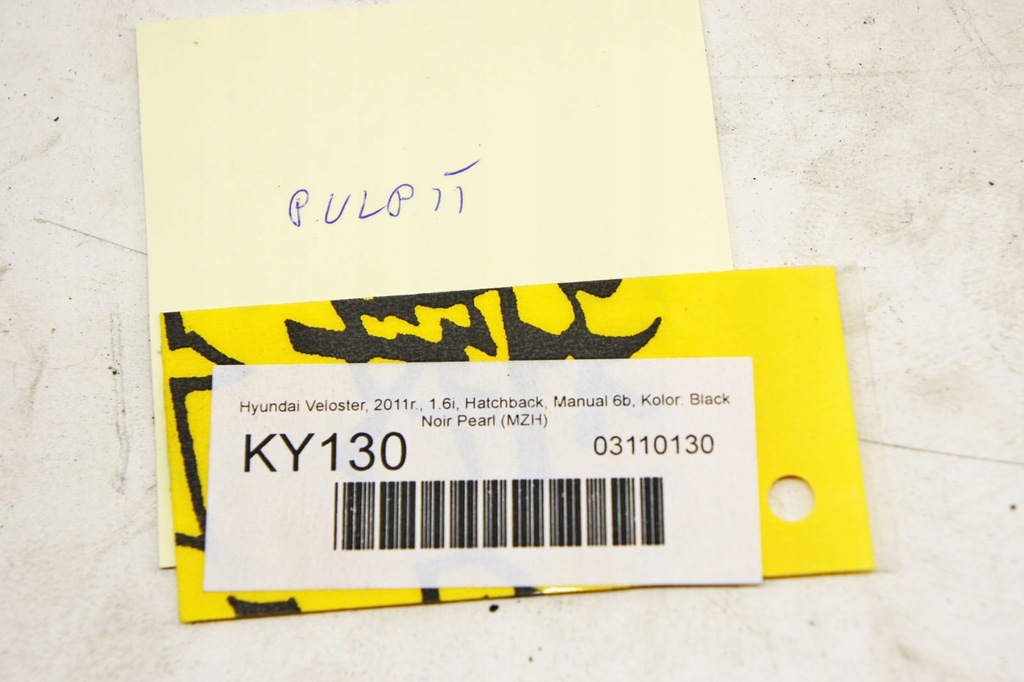 PULPIT
Hyundai Veloster, 2011r., 1.6i, Hatchback, Manual 6b, Kolor: Black
Noir Pearl (MZH)
KY130
03110130